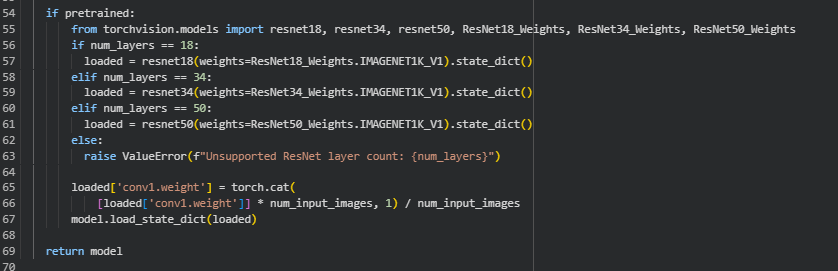 54 if pretrained:
55 from torchvision.models import resnet18, resnet34, resnet50, ResNet18_Weights, ResNet34_Weights, ResNet50_Weights
56 if num_layers == 18:
57 loaded = resnet18(weights=ResNet18_Weights.IMAGENET1K_V1).state_dict()
58 elif num_layers == 34:
59 loaded = resnet34(weights=ResNet34_Weights.IMAGENET1K_V1).state_dict()
60 elif num_layers == 50:
61 loaded = resnet50(weights=ResNet50_Weights.IMAGENET1K_V1).state_dict()
62 else:
63 raise ValueError(f"Unsupported ResNet layer count: {num_layers}")
64
65 loaded['conv1.weight'] = torch.cat(
66 [loaded['conv1.weight']] * num_input_images, 1) / num_input_images
67 model.load_state_dict(loaded)
68
69 return model
70